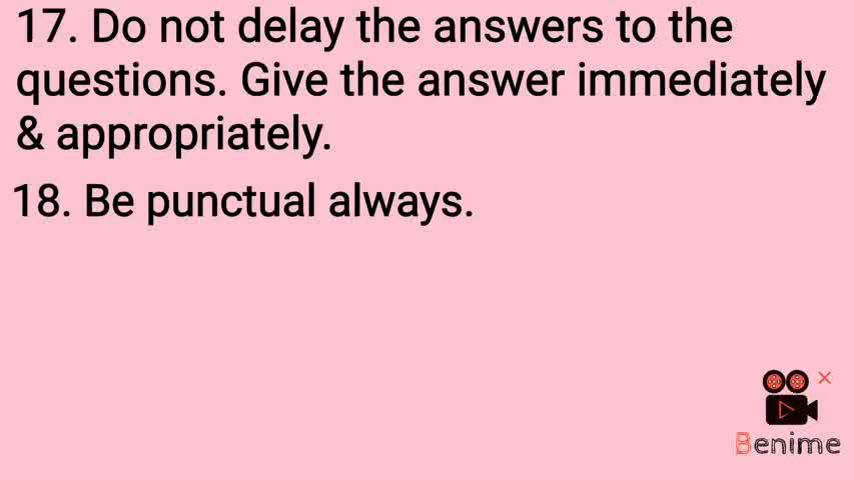 17. Do not delay the answers to the
questions. Give the answer immediately
& appropriately.
18. Be punctual always.
Benime